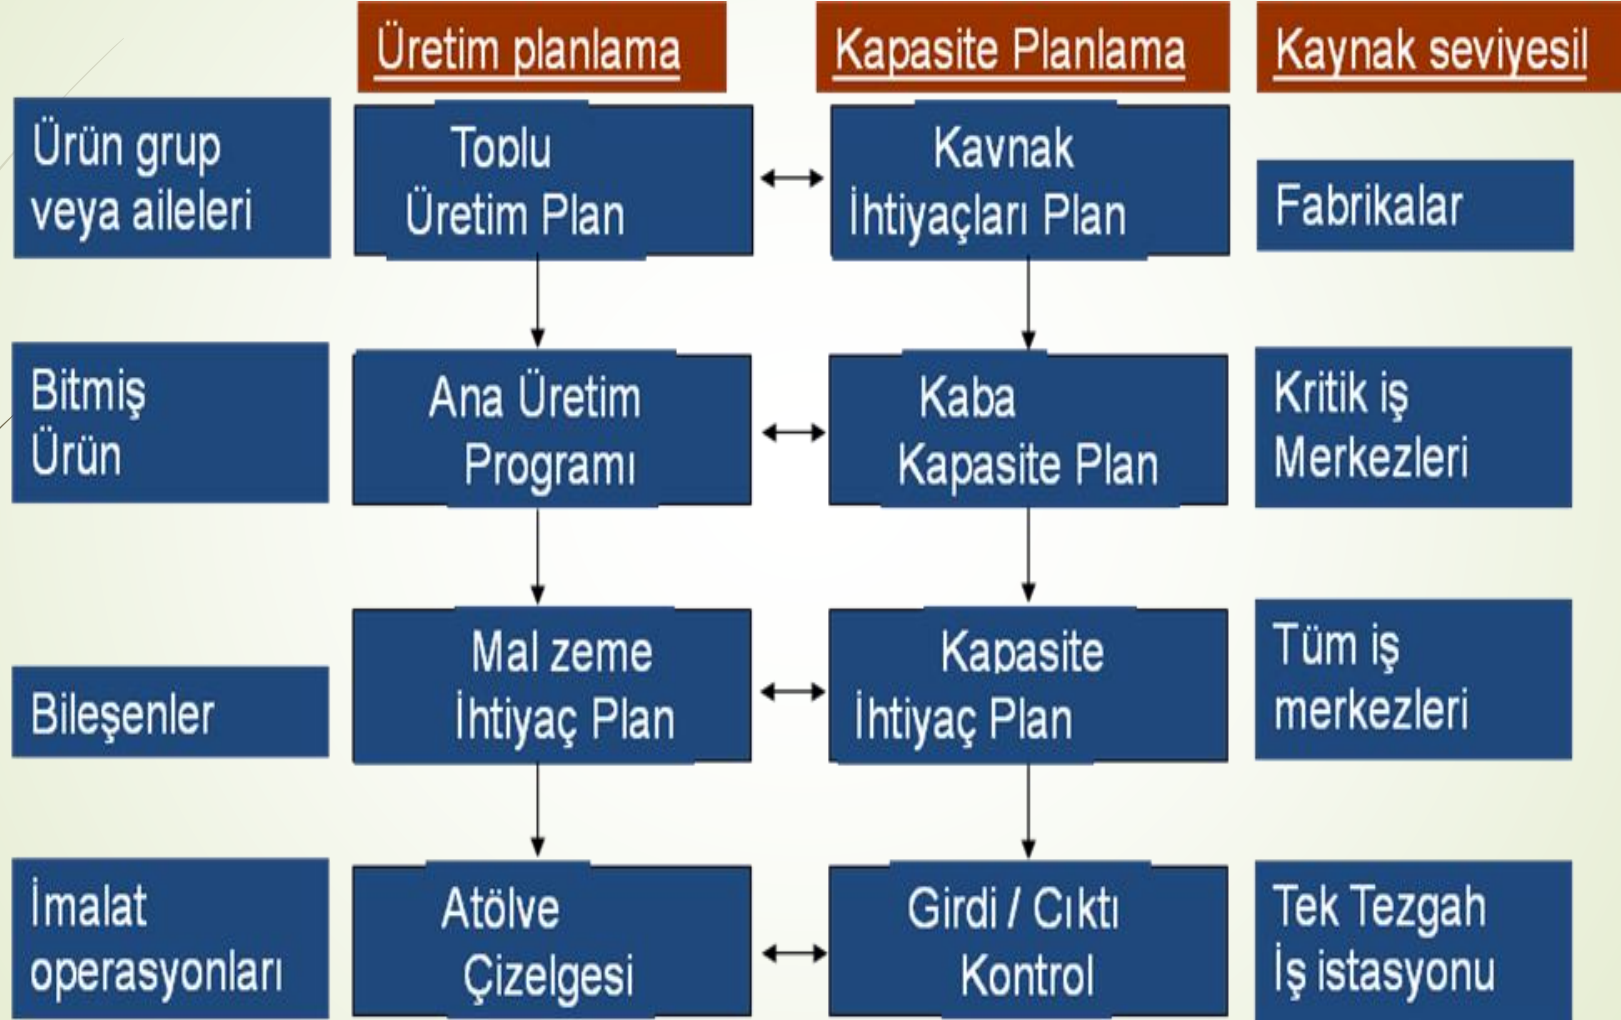 Üretim planlama
Kapasite Planlama
Kaynak seviyesil
Ürün grup
veya aileleri
Toplu
Üretim Plan
Kavnak
İhtiyaçları Plan
Fabrikalar
Bitmiş
Ürün
Ana Üretim
Programı
Kaba
Kapasite Plan
Kritik iş
Merkezleri
Bileşenler
Mal zeme
İhtiyaç Plan
Kapasite
İhtiyaç Plan
Tüm iş
merkezleri
İmalat
operasyonları
Atölve
Çizelgesi
Girdi / Cıktı
Kontrol
Tek Tezgah
İş istasyonu